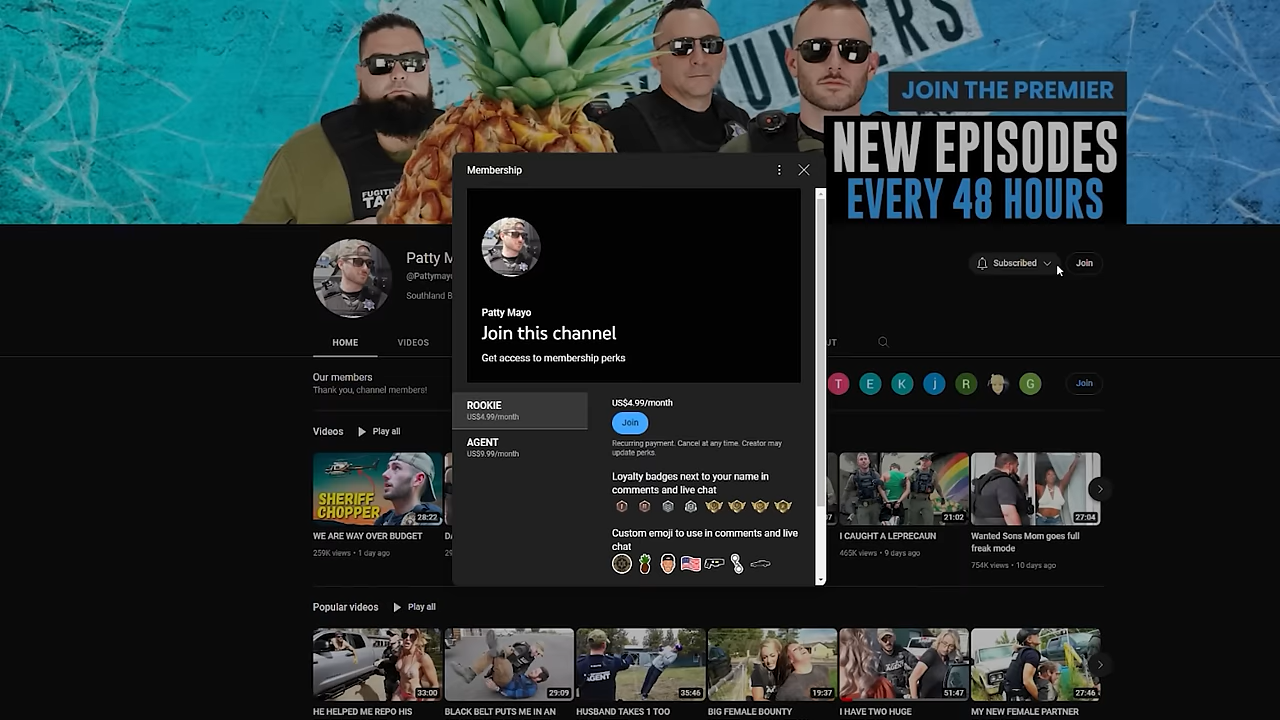 UNTERS
JOIN THE PREMIER
NEW EPISODES
EVERY 48 HOURS
FUGITI
TA
Membership
Patty M
@Pattymayo
Southland B
Subscribed
Join
Patty Mayo
Join this channel
Get access to membership perks
HOME
VIDEOS
UT
Our members
Thank you, channel members!
T
E
K
j
R
G
Join
ROOKIE
US$4.99/month
AGENT
US$9.99/month
US$4.99/month
Join
Recurring payment. Cancel at any time. Creator may
update perks.
Loyalty badges next to your name in
comments and live chat
Custom emoji to use in comments and live
chat
Videos
Play all
SHERIFF
CHOPPER
28:22
21:02
27:04
WE ARE WAY OVER BUDGET
259K views • 1 day ago
I CAUGHT A LEPRECAUN
465K views • 9 days ago
Wanted Sons Mom goes full
freak mode
754K views • 10 days ago
Popular videos
Play all
33:00
29:09
AGENT
35:46
19:37
51:47
27:46
HE HELPED ME REPO HIS
BLACK BELT PUTS ME IN AN
HUSBAND TAKES 1 TOO
BIG FEMALE BOUNTY
I HAVE TWO HUGE
MY NEW FEMALE PARTNER